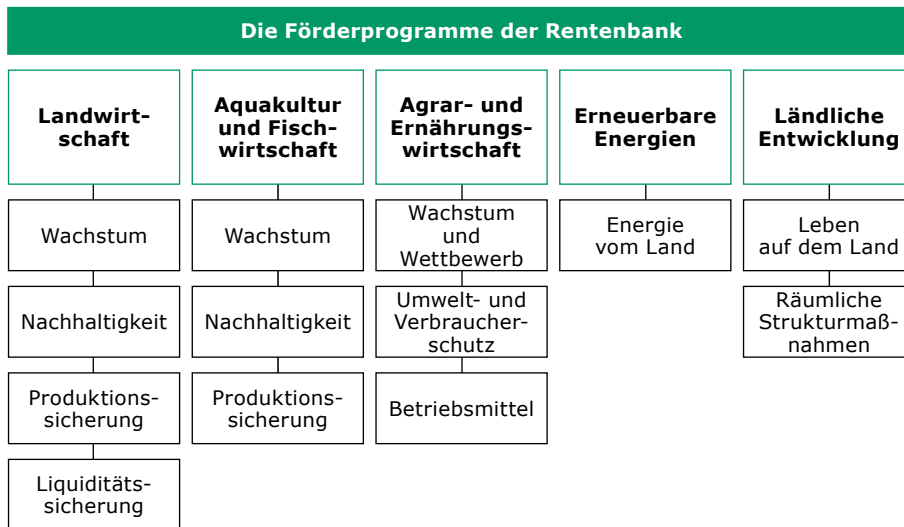 Die Förderprogramme der Rentenbank
Landwirt-
schaft
Aquakultur
und Fisch-
wirtschaft
Agrar- und
Ernährungs-
wirtschaft
Erneuerbare
Energien
Ländliche
Entwicklung
Wachstum
Wachstum
Wachstum
und
Wettbewerb
Energie
vom Land
Leben
auf dem Land
Nachhaltigkeit
Nachhaltigkeit
Umwelt- und
Verbraucher-
schutz
Räumliche
Strukturmaß-
nahmen
Produktions-
sicherung
Produktions-
sicherung
Betriebsmittel
Liquiditäts-
sicherung